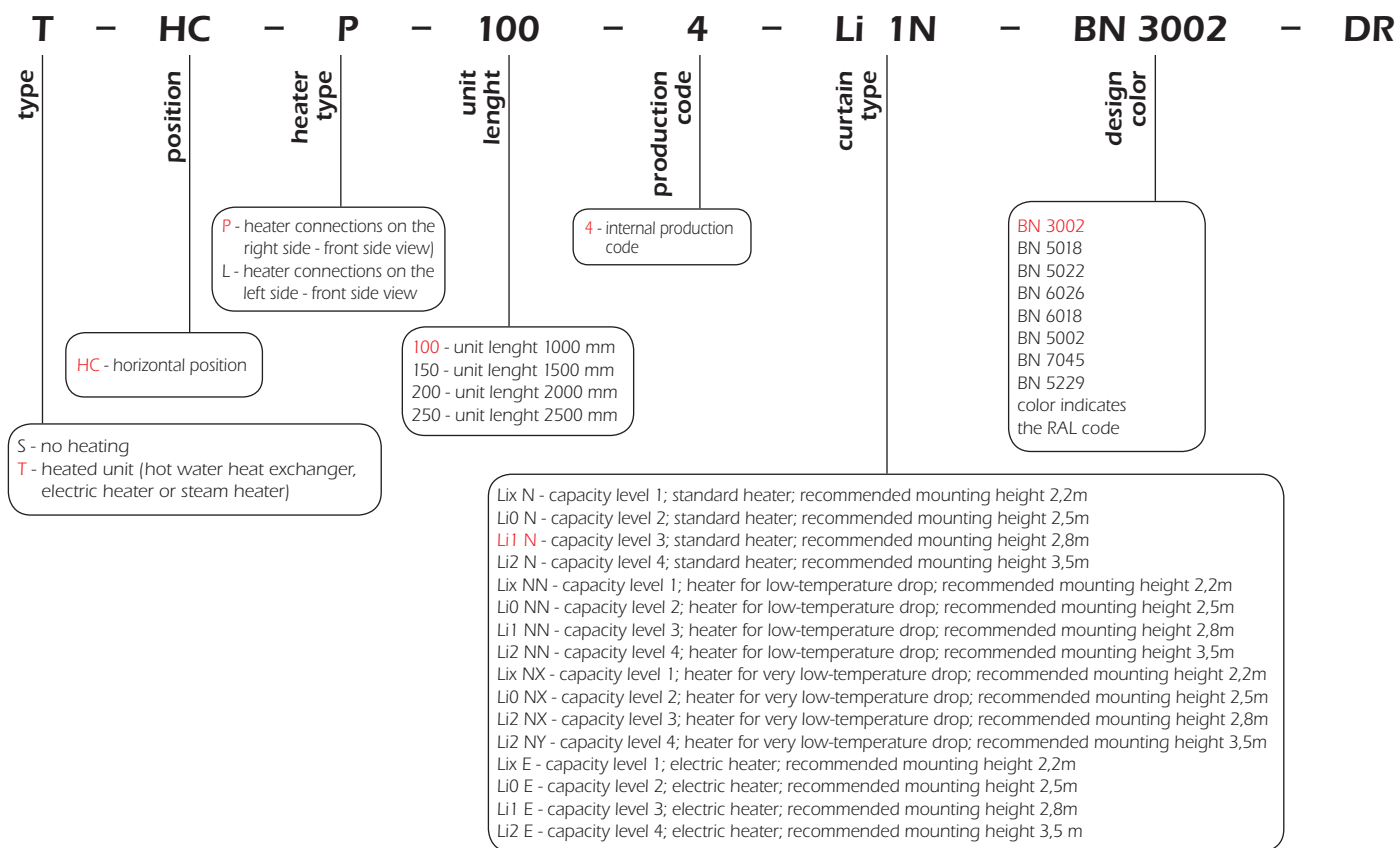 T – HC – P – 100 – 4 – Li 1N – BN 3002 – DR
type
position
heater
type
unit
lenght
production
code
curtain
type
design
color
P - heater connections on the
right side - front side view)
L - heater connections on the
left side - front side view
4 - internal production
code
BN 3002
BN 5018
BN 5022
BN 6026
BN 6018
BN 5002
BN 7045
BN 5229
color indicates
the RAL code
HC - horizontal position
100 - unit lenght 1000 mm
150 - unit lenght 1500 mm
200 - unit lenght 2000 mm
250 - unit lenght 2500 mm
S - no heating
T - heated unit (hot water heat exchanger,
electric heater or steam heater)
Lix N - capacity level 1; standard heater; recommended mounting height 2,2m
Li0 N - capacity level 2; standard heater; recommended mounting height 2,5m
Li1 N - capacity level 3; standard heater; recommended mounting height 2,8m
Li2 N - capacity level 4; standard heater; recommended mounting height 3,5m
Lix NN - capacity level 1; heater for low-temperature drop; recommended mounting height 2,2m
Li0 NN - capacity level 2; heater for low-temperature drop; recommended mounting height 2,5m
Li1 NN - capacity level 3; heater for low-temperature drop; recommended mounting height 2,8m
Li2 NN - capacity level 4; heater for low-temperature drop; recommended mounting height 3,5m
Lix NX - capacity level 1; heater for very low-temperature drop; recommended mounting height 2,2m
Li0 NX - capacity level 2; heater for very low-temperature drop; recommended mounting height 2,5m
Li2 NX - capacity level 3; heater for very low-temperature drop; recommended mounting height 2,8m
Li2 NY - capacity level 4; heater for very low-temperature drop; recommended mounting height 3,5m
Lix E - capacity level 1; electric heater; recommended mounting height 2,2m
Li0 E - capacity level 2; electric heater; recommended mounting height 2,5m
Li1 E - capacity level 3; electric heater; recommended mounting height 2,8m
Li2 E - capacity level 4; electric heater; recommended mounting height 3,5 m